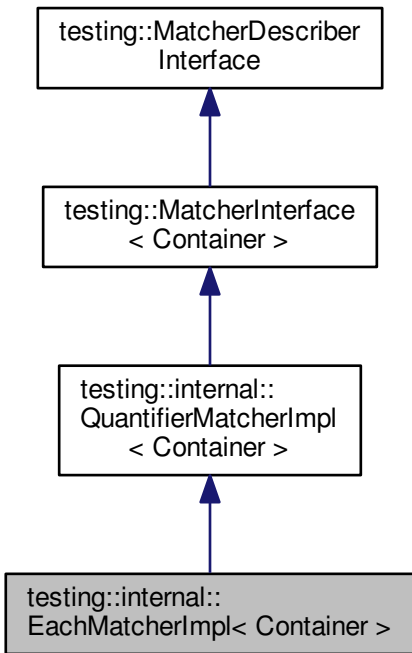 testing::MatcherDescriber
Interface
testing::MatcherInterface
< Container >
testing::internal::
QuantifierMatcherImpl
< Container >
testing::internal::
EachMatcherImpl< Container >